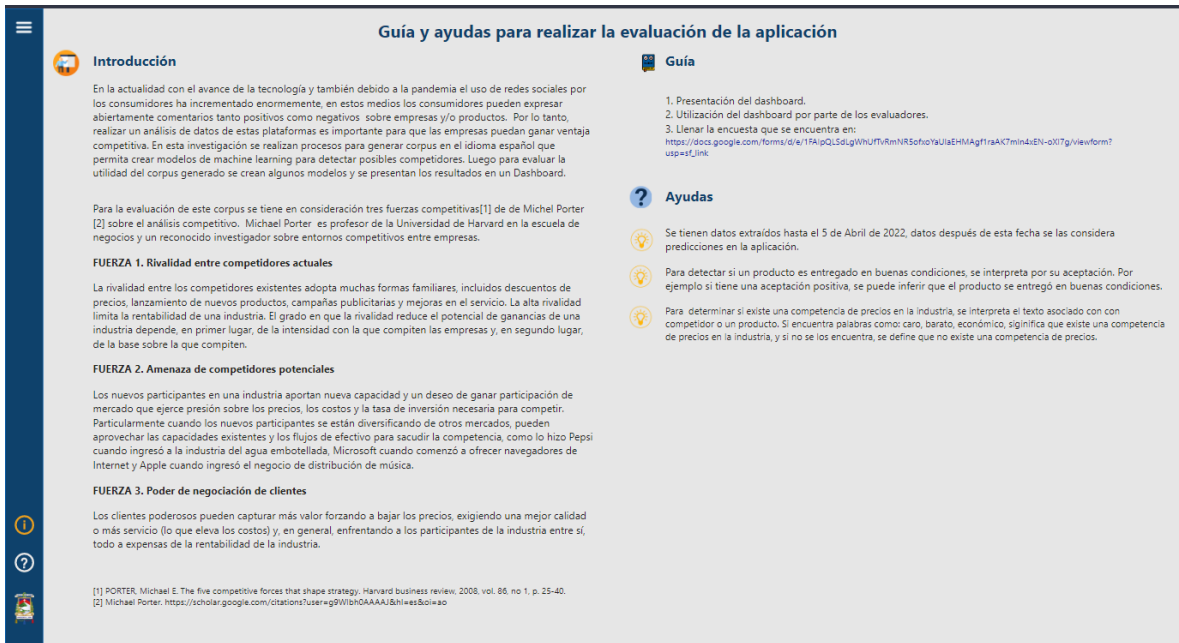 Guía y ayudas para realizar la evaluación de la aplicación
Introducción
En la actualidad con el avance de la tecnología y también debido a la pandemia el uso de redes sociales por
los consumidores ha incrementado enormemente, en estos medios los consumidores pueden expresar
abiertamente comentarios tanto positivos como negativos sobre empresas y/o productos. Por lo tanto,
realizar un análisis de datos de estas plataformas es importante para que las empresas puedan ganar ventaja
competitiva. En esta investigación se realizan procesos para generar corpus en el idioma español que
permita crear modelos de machine learning para detectar posibles competidores. Luego para evaluar la
utilidad del corpus generado se crean algunos modelos y se presentan los resultados en un Dashboard.
Para la evaluación de este corpus se tiene en consideración tres fuerzas competitivas[1] de de Michel Porter
[2] sobre el análisis competitivo. Michael Porter es profesor de la Universidad de Harvard en la escuela de
negocios y un reconocido investigador sobre entornos competitivos entre empresas.
FUERZA 1. Rivalidad entre competidores actuales
La rivalidad entre los competidores existentes adopta muchas formas familiares, incluidos descuentos de
precios, lanzamiento de nuevos productos, campañas publicitarias y mejoras en el servicio. La alta rivalidad
limita la rentabilidad de una industria. El grado en que la rivalidad reduce el potencial de ganancias de una
industria depende, en primer lugar, de la intensidad con la que compiten las empresas y, en segundo lugar,
de la base sobre la que compiten.
FUERZA 2. Amenaza de competidores potenciales
Los nuevos participantes en una industria aportan nueva capacidad y un deseo de ganar participación de
mercado que ejerce presión sobre los precios, los costos y la tasa de inversión necesaria para competir.
Particularmente cuando los nuevos participantes se están diversificando de otros mercados, pueden
aprovechar las capacidades existentes y los flujos de efectivo para sacudir la competencia, como lo hizo Pepsi
cuando ingresó a la industria del agua embotellada, Microsoft cuando comenzó a ofrecer navegadores de
Internet y Apple cuando ingresó el negocio de distribución de música.
FUERZA 3. Poder de negociación de clientes
Los clientes poderosos pueden capturar más valor forzando a bajar los precios, exigiendo una mejor calidad
o más servicio (lo que eleva los costos) y, en general, enfrentando a los participantes de la industria entre sí,
todo a expensas de la rentabilidad de la industria.
[1] PORTER, Michael E. The five competitive forces that shape strategy. Harvard business review, 2008, vol. 86, no 1, p. 25-40.
[2] Michael Porter. https://scholar.google.com/citations?user=g9WIbh0AAAAJ&hl=es&oi=ao
Guía
1. Presentación del dashboard.
2. Utilización del dashboard por parte de los evaluadores.
3. Llenar la encuesta que se encuentra en:
https://docs.google.com/forms/d/e/1FAIpQLSdLgWhUfTvRmNR5ofxoYaUIaEHMAgf1raAK7mIn4xEN-oXI7g/viewform?
usp=sf_link
Ayudas
Se tienen datos extraídos hasta el 5 de Abril de 2022, datos después de esta fecha se las considera
predicciones en la aplicación.
Para detectar si un producto es entregado en buenas condiciones, se interpreta por su aceptación. Por
ejemplo si tiene una aceptación positiva, se puede inferir que el producto se entregó en buenas condiciones.
Para determinar si existe una competencia de precios en la industria, se interpreta el texto asociado con con
competidor o un producto. Si encuentra palabras como: caro, barato, económico, siginifica que existe una competencia
de precios en la industria, y si no se los encuentra, se define que no existe una competencia de precios.